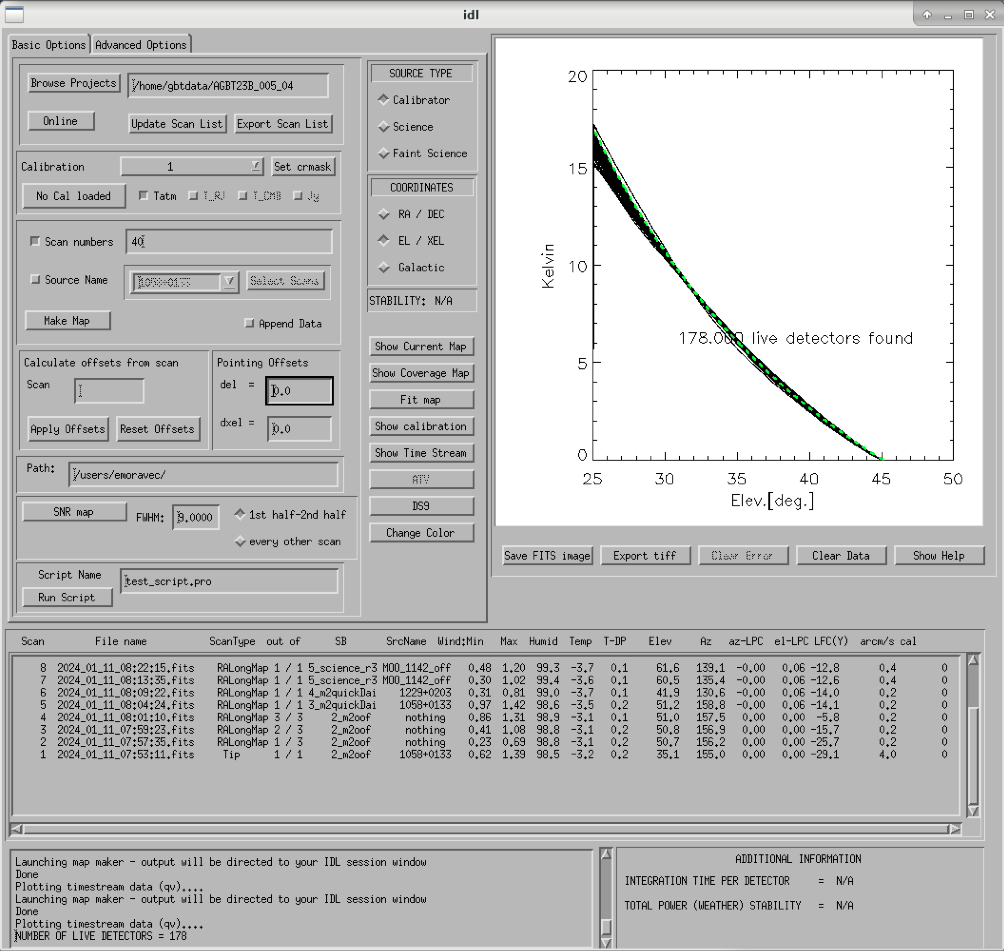 idl
Basic Options Advanced Options
Browse Projects /home/gbtdata/AGBT23B_005_04
Online Update Scan List Export Scan List
Calibration 1 Set crmask
No Cal loaded Tatm T_RJ T_CMB Jy
Scan numbers 40
Source Name 1058+0133 Select Scans
Make Map Append Data
Calculate offsets from scan
Scan
Apply Offsets Reset Offsets
Pointing Offsets
del = 0.0
dxel = 0.0
Path: /users/emoravec/
SNR map FWHM: 9.0000 1st half-2nd half
every other scan
Script Name test_script.pro
Run Script
SOURCE TYPE
Calibrator
Science
Faint Science
COORDINATES
RA / DEC
EL / XEL
Galactic
STABILITY: N/A
Show Current Map
Show Coverage Map
Fit map
Show calibration
Show Time Stream
ATV
DS9
Change Color
20
15
10
5
0
Kelvin
178.000 live detectors found
25 30 35 40 45 50
Elev.[deg.]
Save FITS image Export tiff Clear Error Clear Data Show Help
Scan File name ScanType out of SB SrcName Wind:Min Max Humid Temp T-DP Elev Az az-LPC el-LPC LFC(Y) arcm/s cal
8 2024_01_11_08:22:15.fits RALongMap 1 / 1 5_science_r3 MOO_1142_off 0.48 1.20 99.3 -3.7 0.1 61.6 139.1 -0.00 0.06 -12.8 0.4 0
7 2024_01_11_08:13:35.fits RALongMap 1 / 1 5_science_r3 MOO_1142_off 0.30 1.02 99.4 -3.6 0.1 60.5 135.4 -0.00 0.06 -12.8 0.4 0
6 2024_01_11_08:09:22.fits RALongMap 1 / 1 4_m2quickDai 1229+0203 0.31 0.81 99.0 -3.7 0.1 41.9 130.6 -0.00 0.06 -14.0 0.2 0
5 2024_01_11_08:04:24.fits RALongMap 1 / 1 3_m2quickDai 1058+0133 0.97 1.42 98.6 -3.5 0.2 51.2 158.8 -0.00 0.06 -14.1 0.2 0
4 2024_01_11_08:01:10.fits RALongMap 3 / 3 2_m2oof nothing 0.86 1.31 98.9 -3.1 0.1 51.0 157.5 0.00 0.00 -5.8 0.2 0
3 2024_01_11_07:59:23.fits RALongMap 2 / 3 2_m2oof nothing 0.41 1.08 98.8 -3.1 0.1 50.8 156.9 0.00 0.00 -15.7 0.2 0
2 2024_01_11_07:57:35.fits RALongMap 1 / 3 2_m2oof nothing 0.23 0.69 98.8 -3.1 0.1 50.7 156.2 0.00 0.00 -25.7 0.2 0
1 2024_01_11_07:53:11.fits Tip 1 / 1 2_m2oof 1058+0133 0.62 1.39 98.5 -3.2 0.2 35.1 155.0 0.00 0.00 -29.1 4.0 0
Launching map maker - output will be directed to your IDL session window
Done
Plotting timestream data (qv)....
Launching map maker - output will be directed to your IDL session window
Done
Plotting timestream data (qv)....
NUMBER OF LIVE DETECTORS = 178
ADDITIONAL INFORMATION
INTEGRATION TIME PER DETECTOR = N/A
TOTAL POWER (WEATHER) STABILITY = N/A